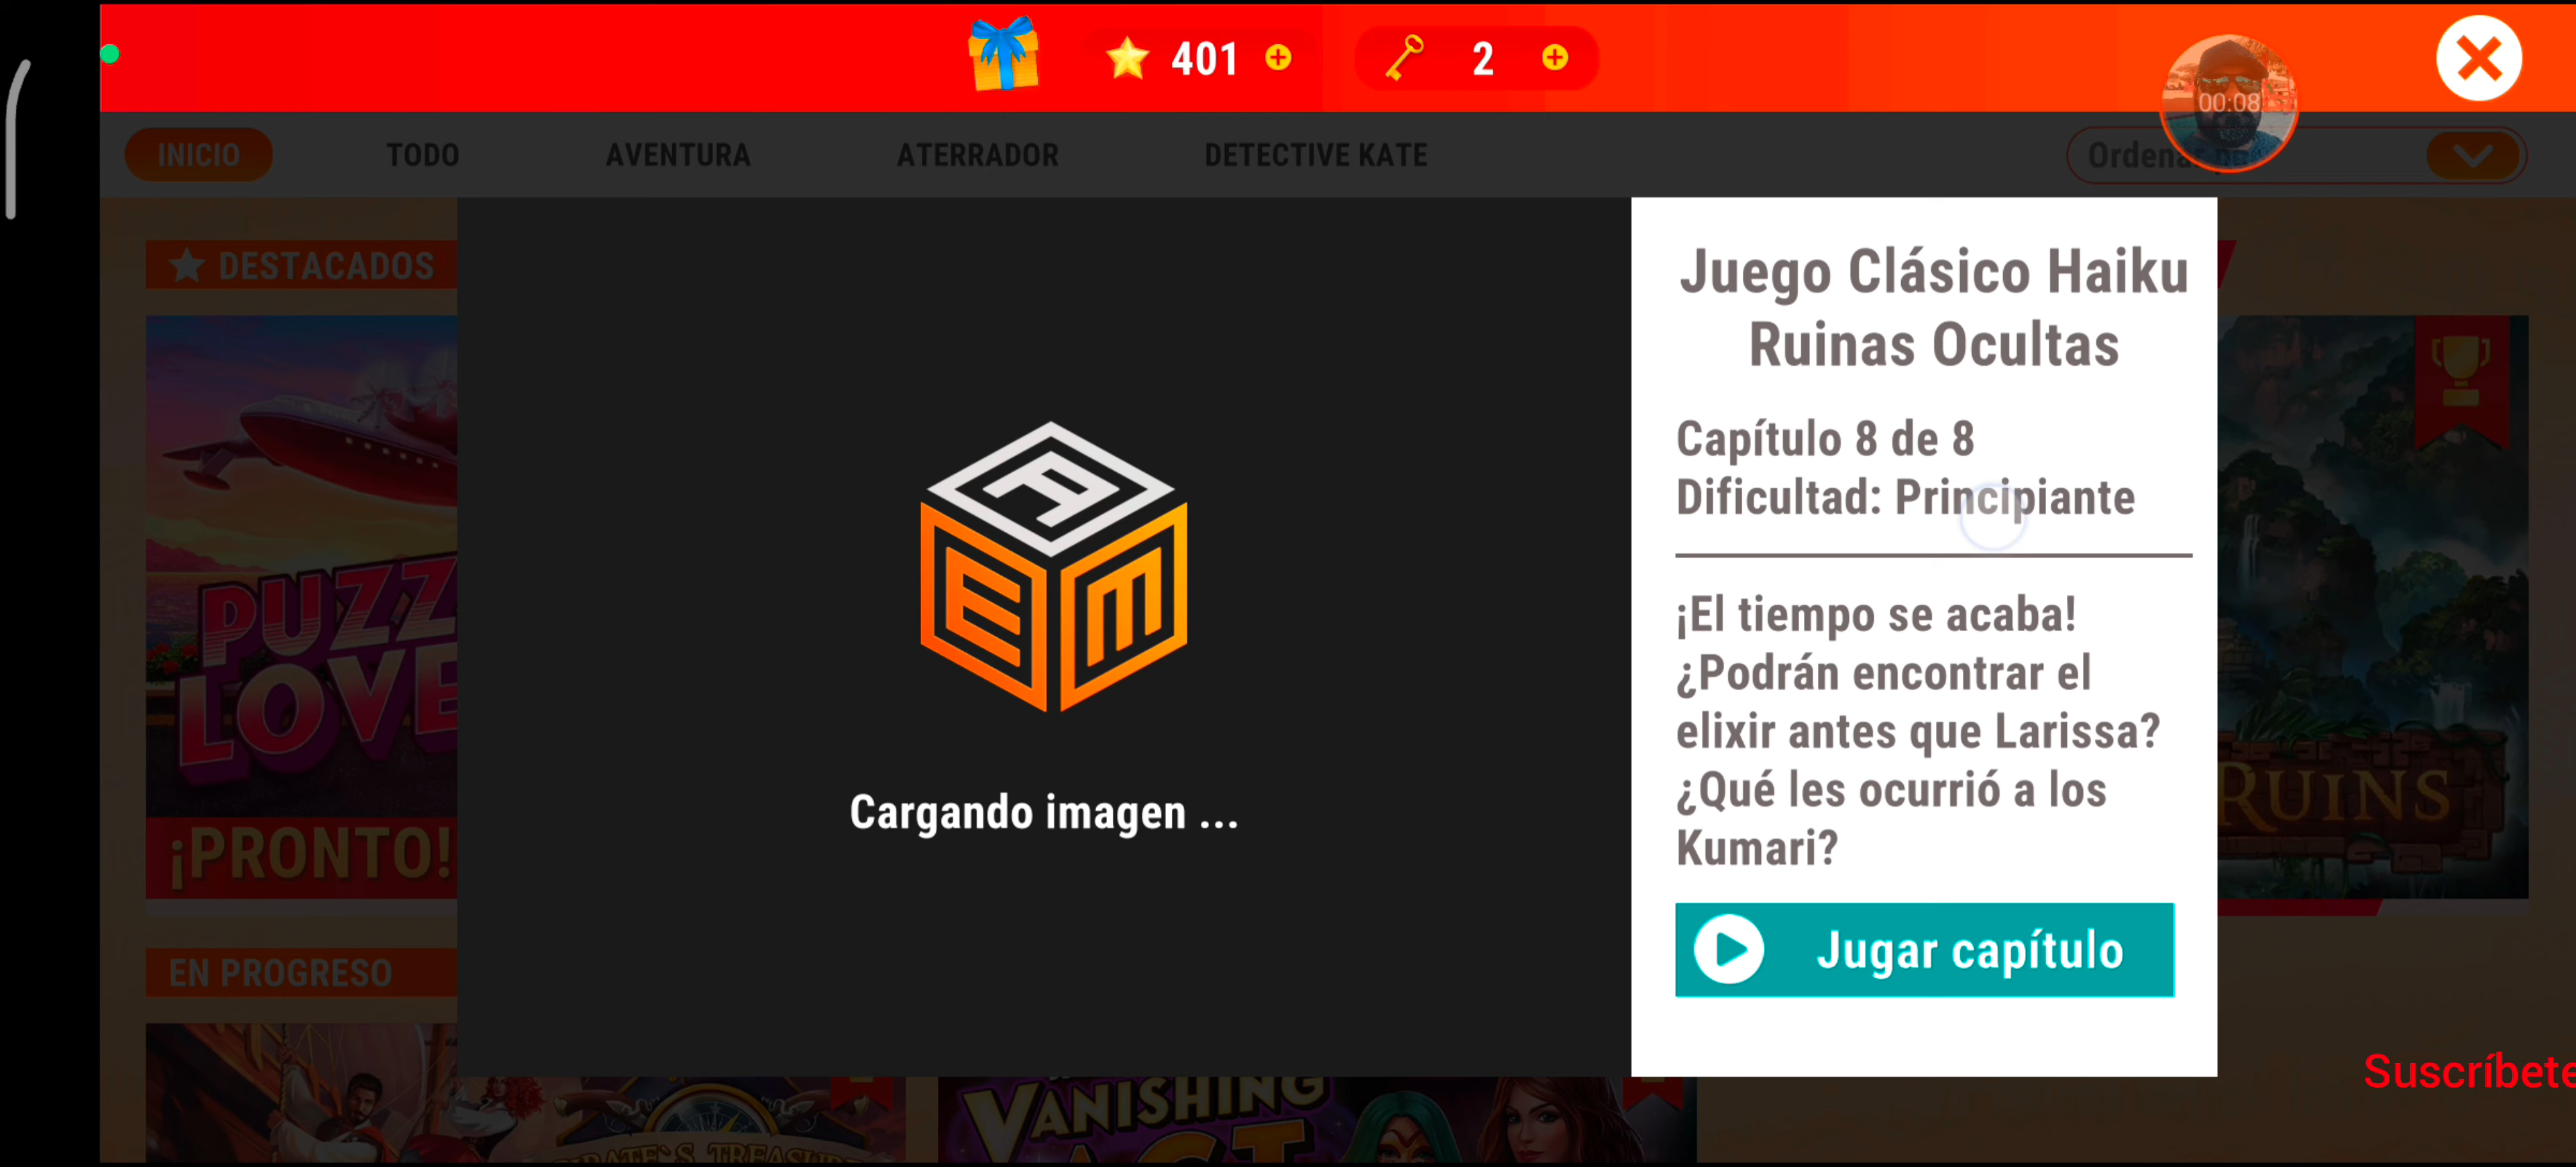 401
2
00:08
INICIO
TODO
AVENTURA
ATERRADOR
DETECTIVE KATE
DESTACADOS
Juego Clásico Haiku
Ruinas Ocultas
Capítulo 8 de 8
Dificultad: Principiante
¡El tiempo se acaba!
¿Podrán encontrar el
elixir antes que Larissa?
¿Qué les ocurrió a los
Kumari?
Jugar capítulo
A
E M
Cargando imagen ...
LOVE
¡PRONTO!
RUINS
EN PROGRESO
VANISHING
ACT
Suscríbete